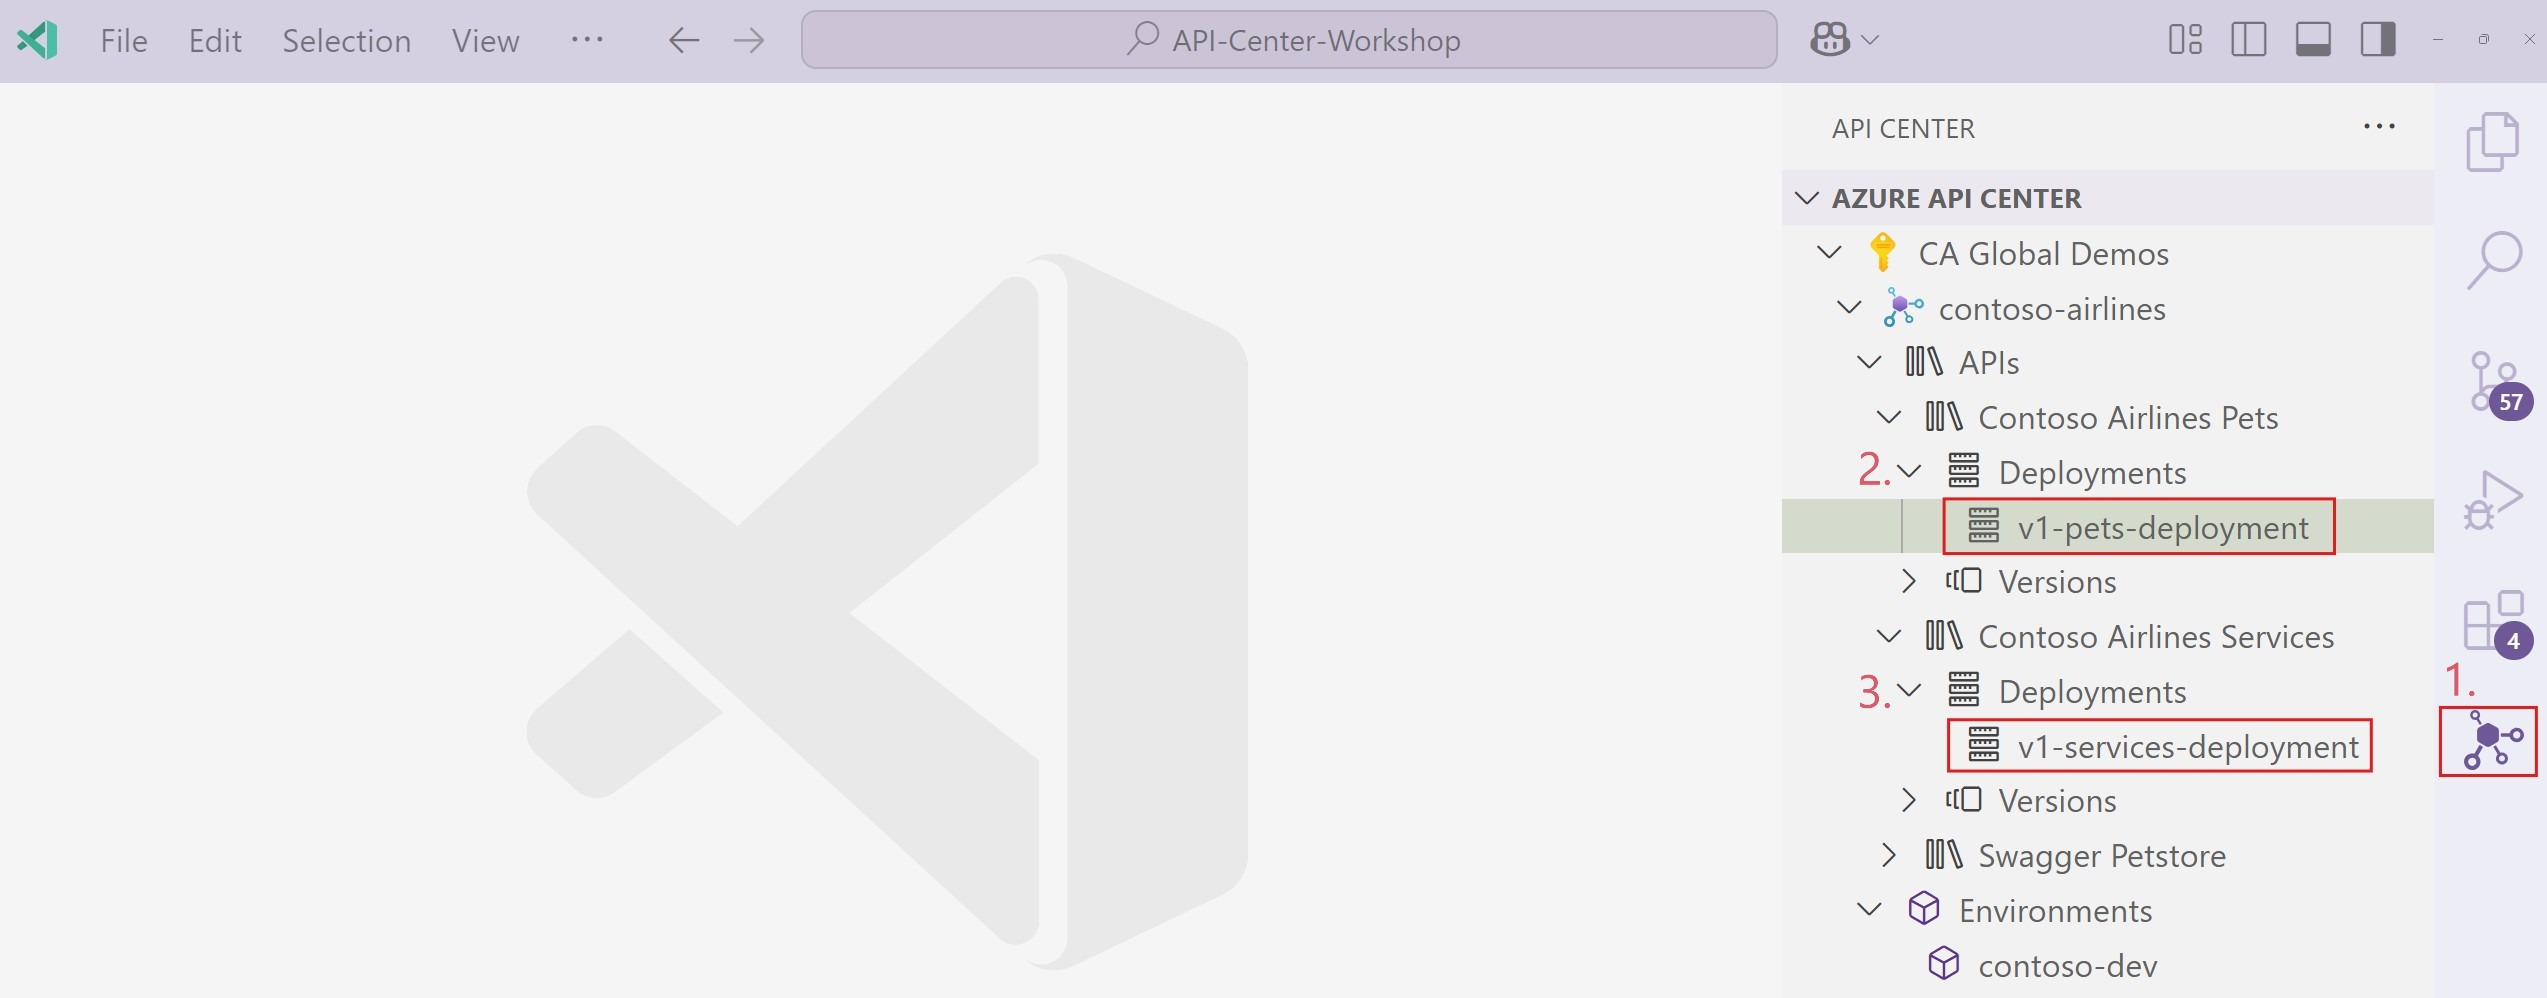 File Edit Selection View ··· API-Center-Workshop
API CENTER
AZURE API CENTER
CA Global Demos
contoso-airlines
APIs
Contoso Airlines Pets
57
2. Deployments
v1-pets-deployment
Versions
Contoso Airlines Services
4
1.
3. Deployments
v1-services-deployment
Versions
Swagger Petstore
Environments
contoso-dev